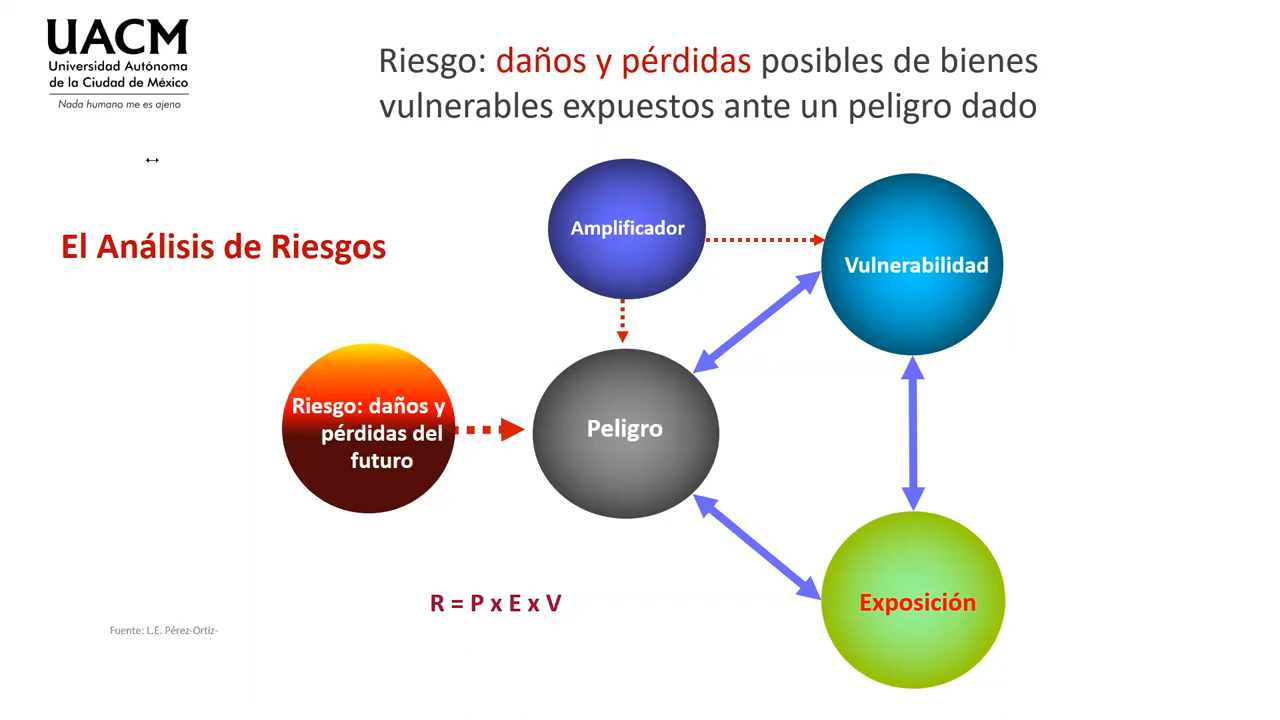 UACM
Universidad Autónoma
de la Ciudad de México
Nada humano me es ajeno
Riesgo: daños y pérdidas posibles de bienes
vulnerables expuestos ante un peligro dado
El Análisis de Riesgos
Amplificador
Vulnerabilidad
Riesgo: daños y
pérdidas del
futuro
Peligro
R = P x E x V
Exposición
Fuente: L.E. Pérez-Ortiz-